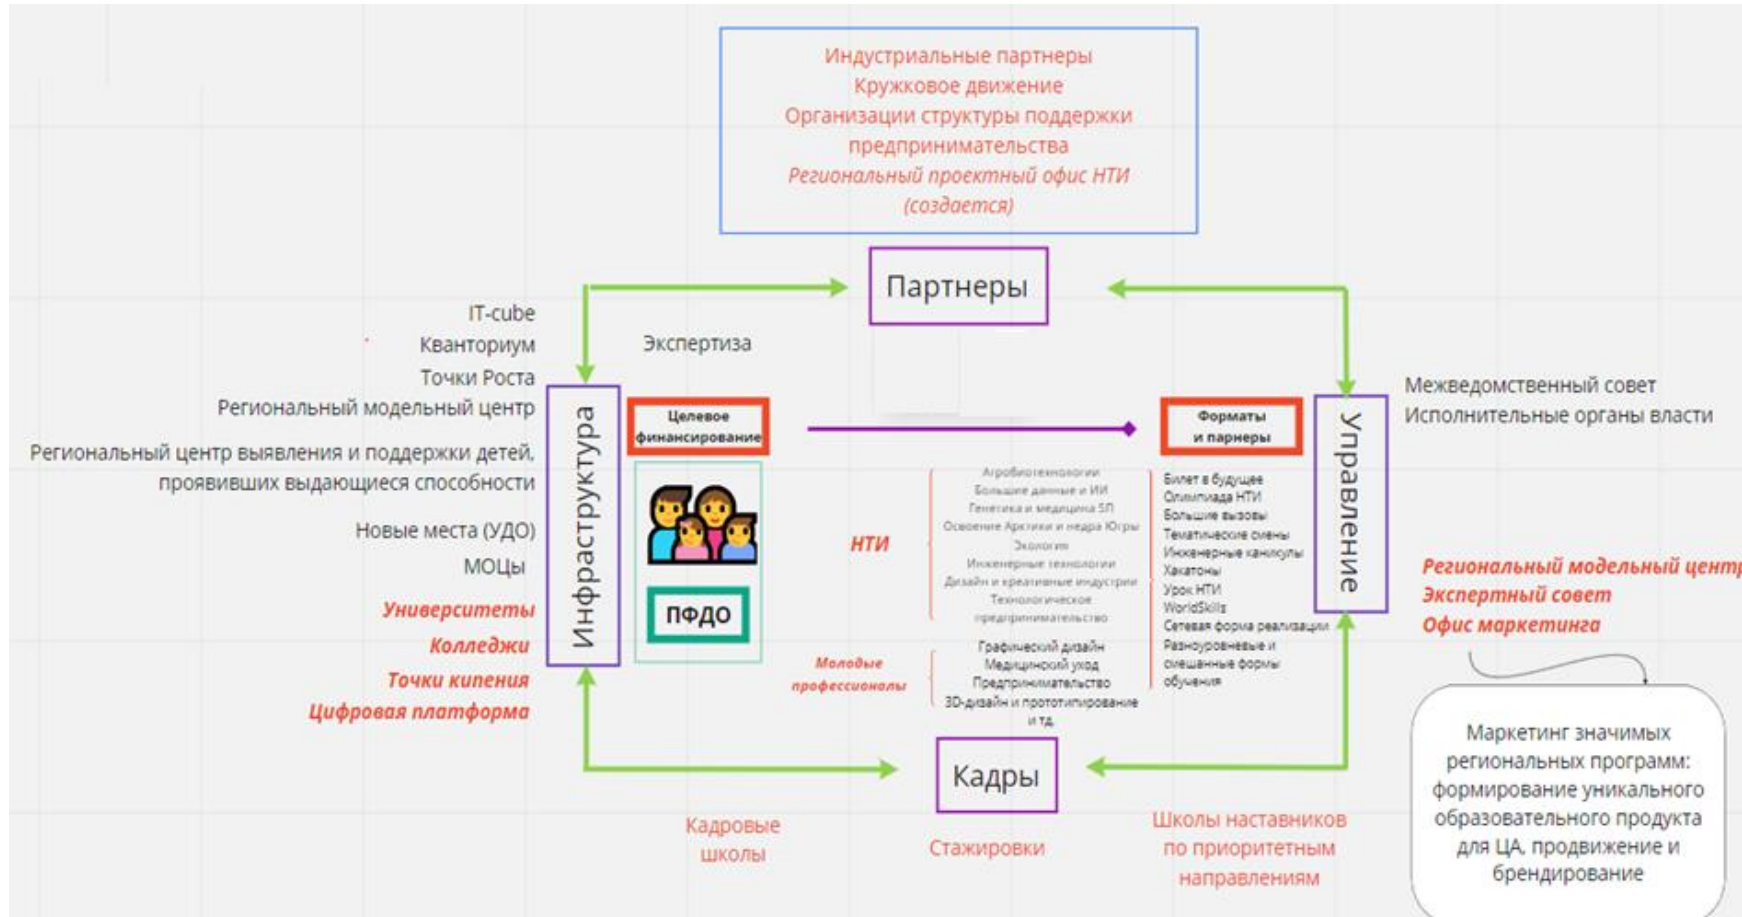 Индустриальные партнеры
Кружковое движение
Организации структуры поддержки
предпринимательства
Региональный проектный офис НТИ
(создается)
Партнеры
IT-cube
Кванториум
Точки Роста
Региональный модельный центр
Региональный центр выявления и поддержки детей,
проявивших выдающиеся способности
Новые места (УДО)
МОЦы
Университеты
Колледжи
Точки кипения
Цифровая платформа
Инфраструктура
Экспертиза
Целевое
финансирование
ПФДО
НТИ
Агробиотехнологии
Большие данные и ИИ
Генетика и медицина 5П
Освоение Арктики и недра Югры
Экология
Инженерные технологии
Дизайн и креативные индустрии
Технологическое
предпринимательство
Молодые
профессионалы
Графический дизайн
Медицинский уход
Предпринимательство
3D-дизайн и прототипирование
и тд.
Форматы
и парнеры
Билет в будущее
Олимпиада НТИ
Большие вызовы
Тематические смены
Инженерные каникулы
Хакатоны
Урок НТИ
WorldSkills
Сетевая форма реализации
Разноуровневые и
смешанные формы
обучения
Управление
Межведомственный совет
Исполнительные органы власти
Региональный модельный центр
Экспертный совет
Офис маркетинга
Маркетинг значимых
региональных программ:
формирование уникального
образовательного продукта
для ЦА, продвижение и
брендирование
Кадры
Кадровые
школы
Стажировки
Школы наставников
по приоритетным
направлениям